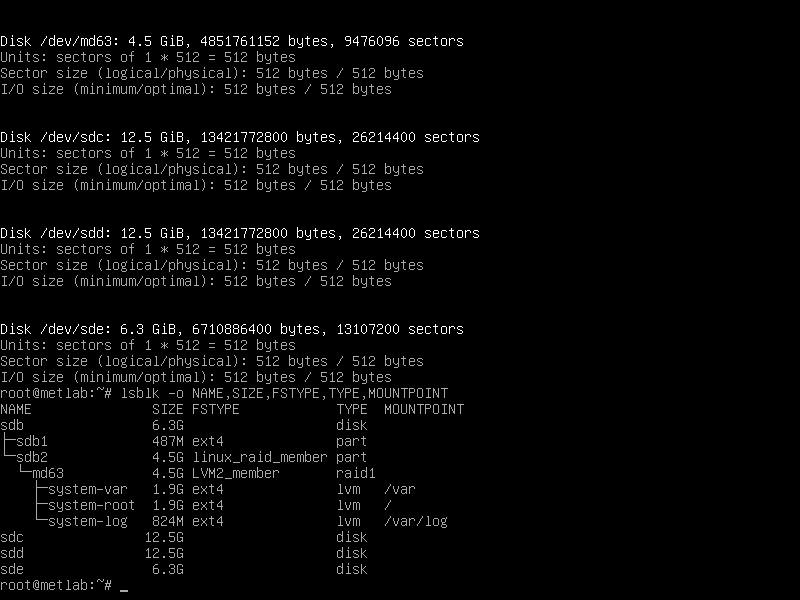 Disk /dev/md63: 4.5 GiB, 4851761152 bytes, 9476096 sectors
Units: sectors of 1 * 512 = 512 bytes
Sector size (logical/physical): 512 bytes / 512 bytes
I/O size (minimum/optimal): 512 bytes / 512 bytes
Disk /dev/sdc: 12.5 GiB, 13421772800 bytes, 26214400 sectors
Units: sectors of 1 * 512 = 512 bytes
Sector size (logical/physical): 512 bytes / 512 bytes
I/O size (minimum/optimal): 512 bytes / 512 bytes
Disk /dev/sdd: 12.5 GiB, 13421772800 bytes, 26214400 sectors
Units: sectors of 1 * 512 = 512 bytes
Sector size (logical/physical): 512 bytes / 512 bytes
I/O size (minimum/optimal): 512 bytes / 512 bytes
Disk /dev/sde: 6.3 GiB, 6710886400 bytes, 13107200 sectors
Units: sectors of 1 * 512 = 512 bytes
Sector size (logical/physical): 512 bytes / 512 bytes
I/O size (minimum/optimal): 512 bytes / 512 bytes
root@metlab:~# lsblk -o NAME,SIZE,FSTYPE,TYPE,MOUNTPOINT
NAME               SIZE FSTYPE            TYPE  MOUNTPOINT
sdb                6.3G                   disk
├─sdb1             487M ext4              part
└─sdb2             4.5G linux_raid_member part
  └─md63           4.5G LVM2_member       raid1
    ├─system-var   1.9G ext4              lvm   /var
    ├─system-root  1.9G ext4              lvm   /
    └─system-log   824M ext4              lvm   /var/log
sdc               12.5G                   disk
sdd               12.5G                   disk
sde                6.3G                   disk
root@metlab:~# _